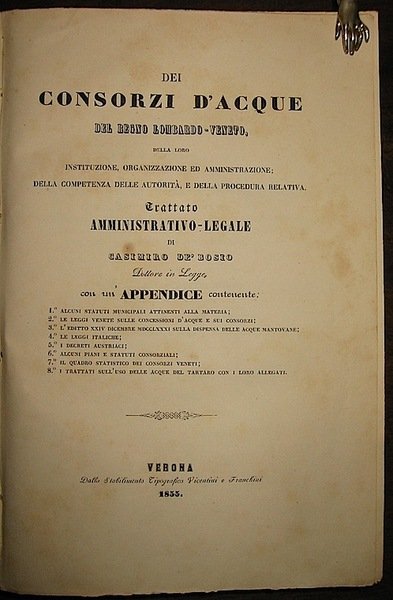 DEI
CONSORZI D'ACQUE
DEL REGNO LOMBARDO-VENETO,
DELLA LORO
INSTITUZIONE, ORGANIZZAZIONE ED AMMINISTRAZIONE;
DELLA COMPETENZA DELLE AUTORITÀ, E DELLA PROCEDURA RELATIVA.
Trattato
AMMINISTRATIVO-LEGALE
DI
CASIMIRO DE' BOSIO
Dottore in Legge,
con un' APPENDICE contenente:
1.° ALCUNI STATUTI MUNICIPALI ATTINENTI ALLA MATERIA;
2.° LE LEGGI VENETE SULLE CONCESSIONI D'ACQUE E SUI CONSORZI;
3.° L'EDITTO XXIV DICEMBRE MDCCLXXXI SULLA DISPENSA DELLE ACQUE MANTOVANE;
4.° LE LEGGI ITALICHE;
5.° I DECRETI AUSTRIACI;
6.° ALCUNI PIANI E STATUTI CONSORZIALI;
7.° IL QUADRO STATISTICO DEI CONSORZI VENETI;
8.° I TRATTATI SULL'USO DELLE ACQUE DEL TARTARO CON I LORO ALLEGATI.
VERONA
Dallo Stabilimento Tipografico Vicentini e Franchini
1855.